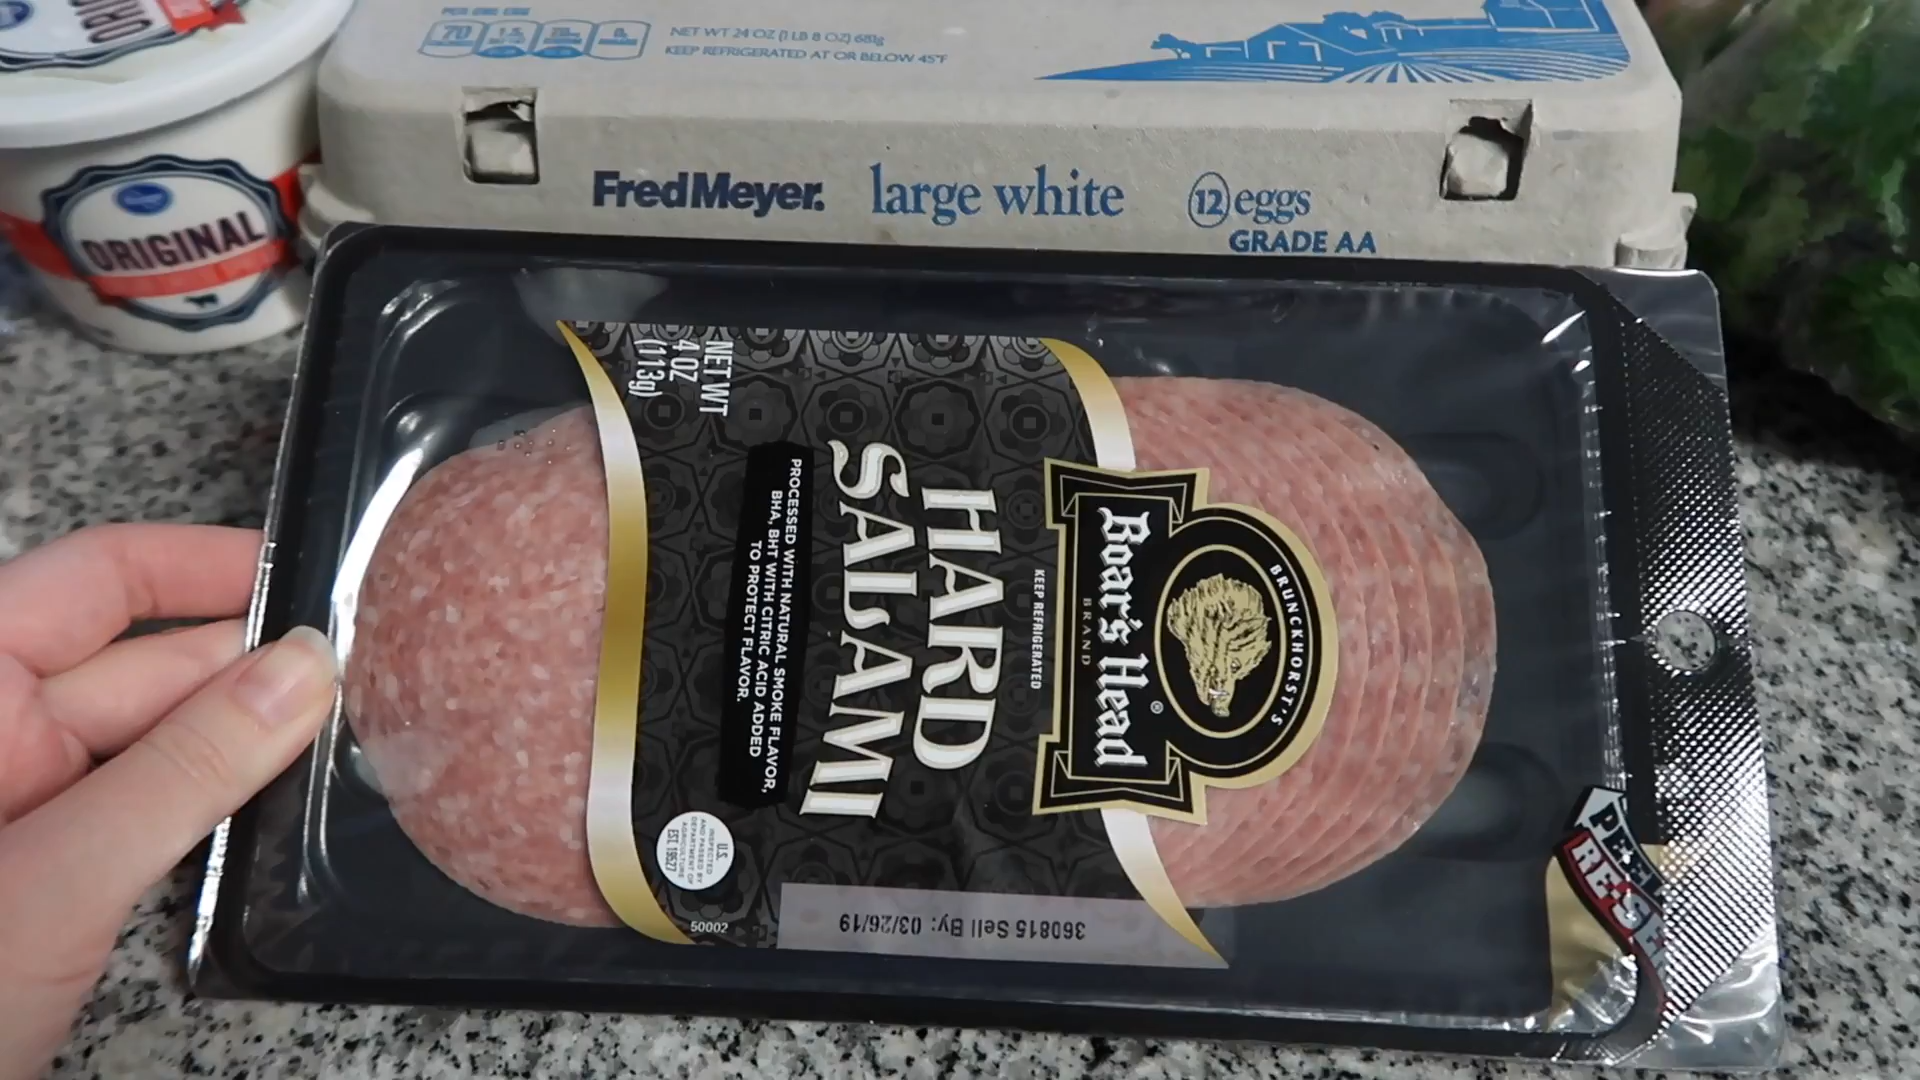 70
NET WT 24 OZ (1 LB 8 OZ) 681g
KEEP REFRIGERATED AT OR BELOW 45°F
FredMeyer.
large white
12 eggs
GRADE AA
ORIGINAL
BRUNCKHORST'S
Boar's Head®
BRAND
KEEP REFRIGERATED
HARD
SALAMI
PROCESSED WITH NATURAL SMOKE FLAVOR,
BHA, BHT WITH CITRIC ACID ADDED
TO PROTECT FLAVOR.
NET WT
4 OZ
(113g)
U.S.
INSPECTED
AND PASSED BY
DEPARTMENT OF
AGRICULTURE
EST. 19527
50002
360815 Sell By: 03/26/19
PEEL